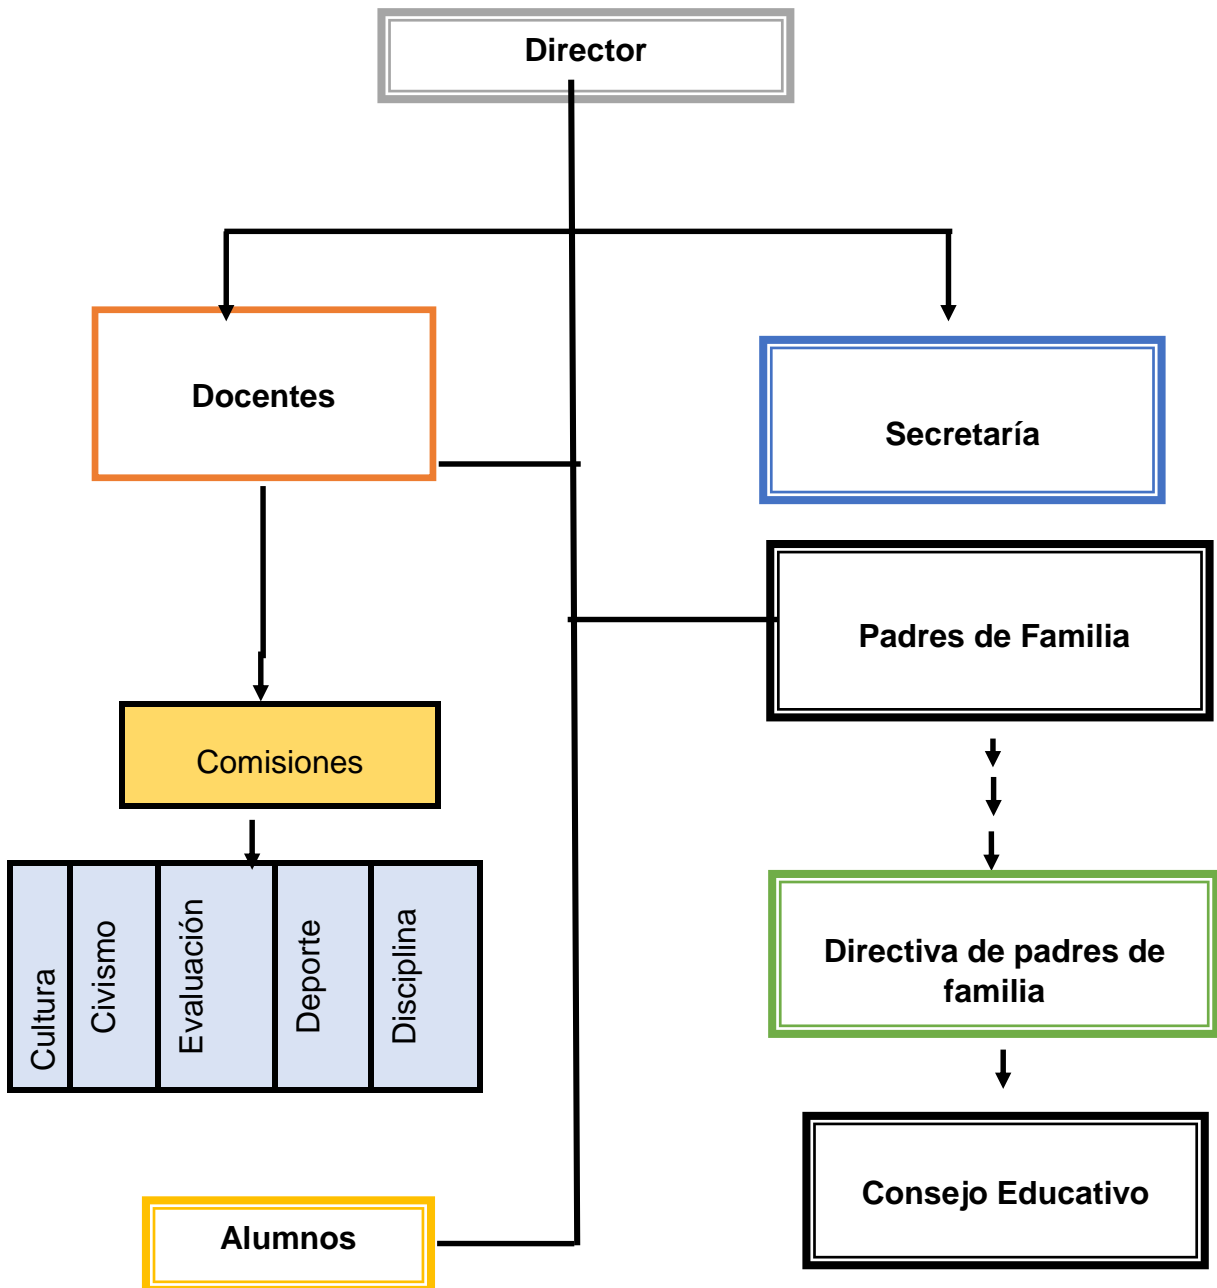 Director
Docentes
Secretaría
Padres de Familia
Comisiones
Cultura
Civismo
Evaluación
Deporte
Disciplina
Directiva de padres de
familia
Consejo Educativo
Alumnos